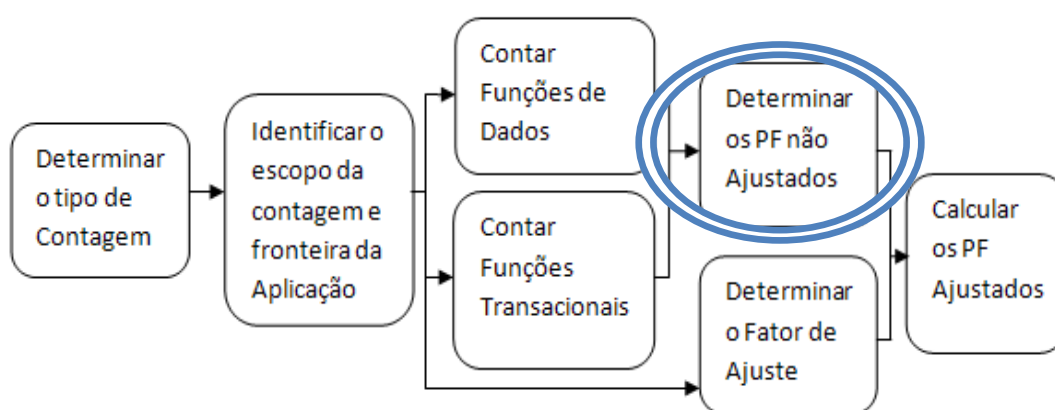 Determinar
o tipo de
Contagem
Identificar o
escopo da
contagem e
fronteira da
Aplicação
Contar
Funções de
Dados
Contar
Funções
Transacionais
Determinar
os PF não
Ajustados
Determinar
o Fator de
Ajuste
Calcular
os PF
Ajustados